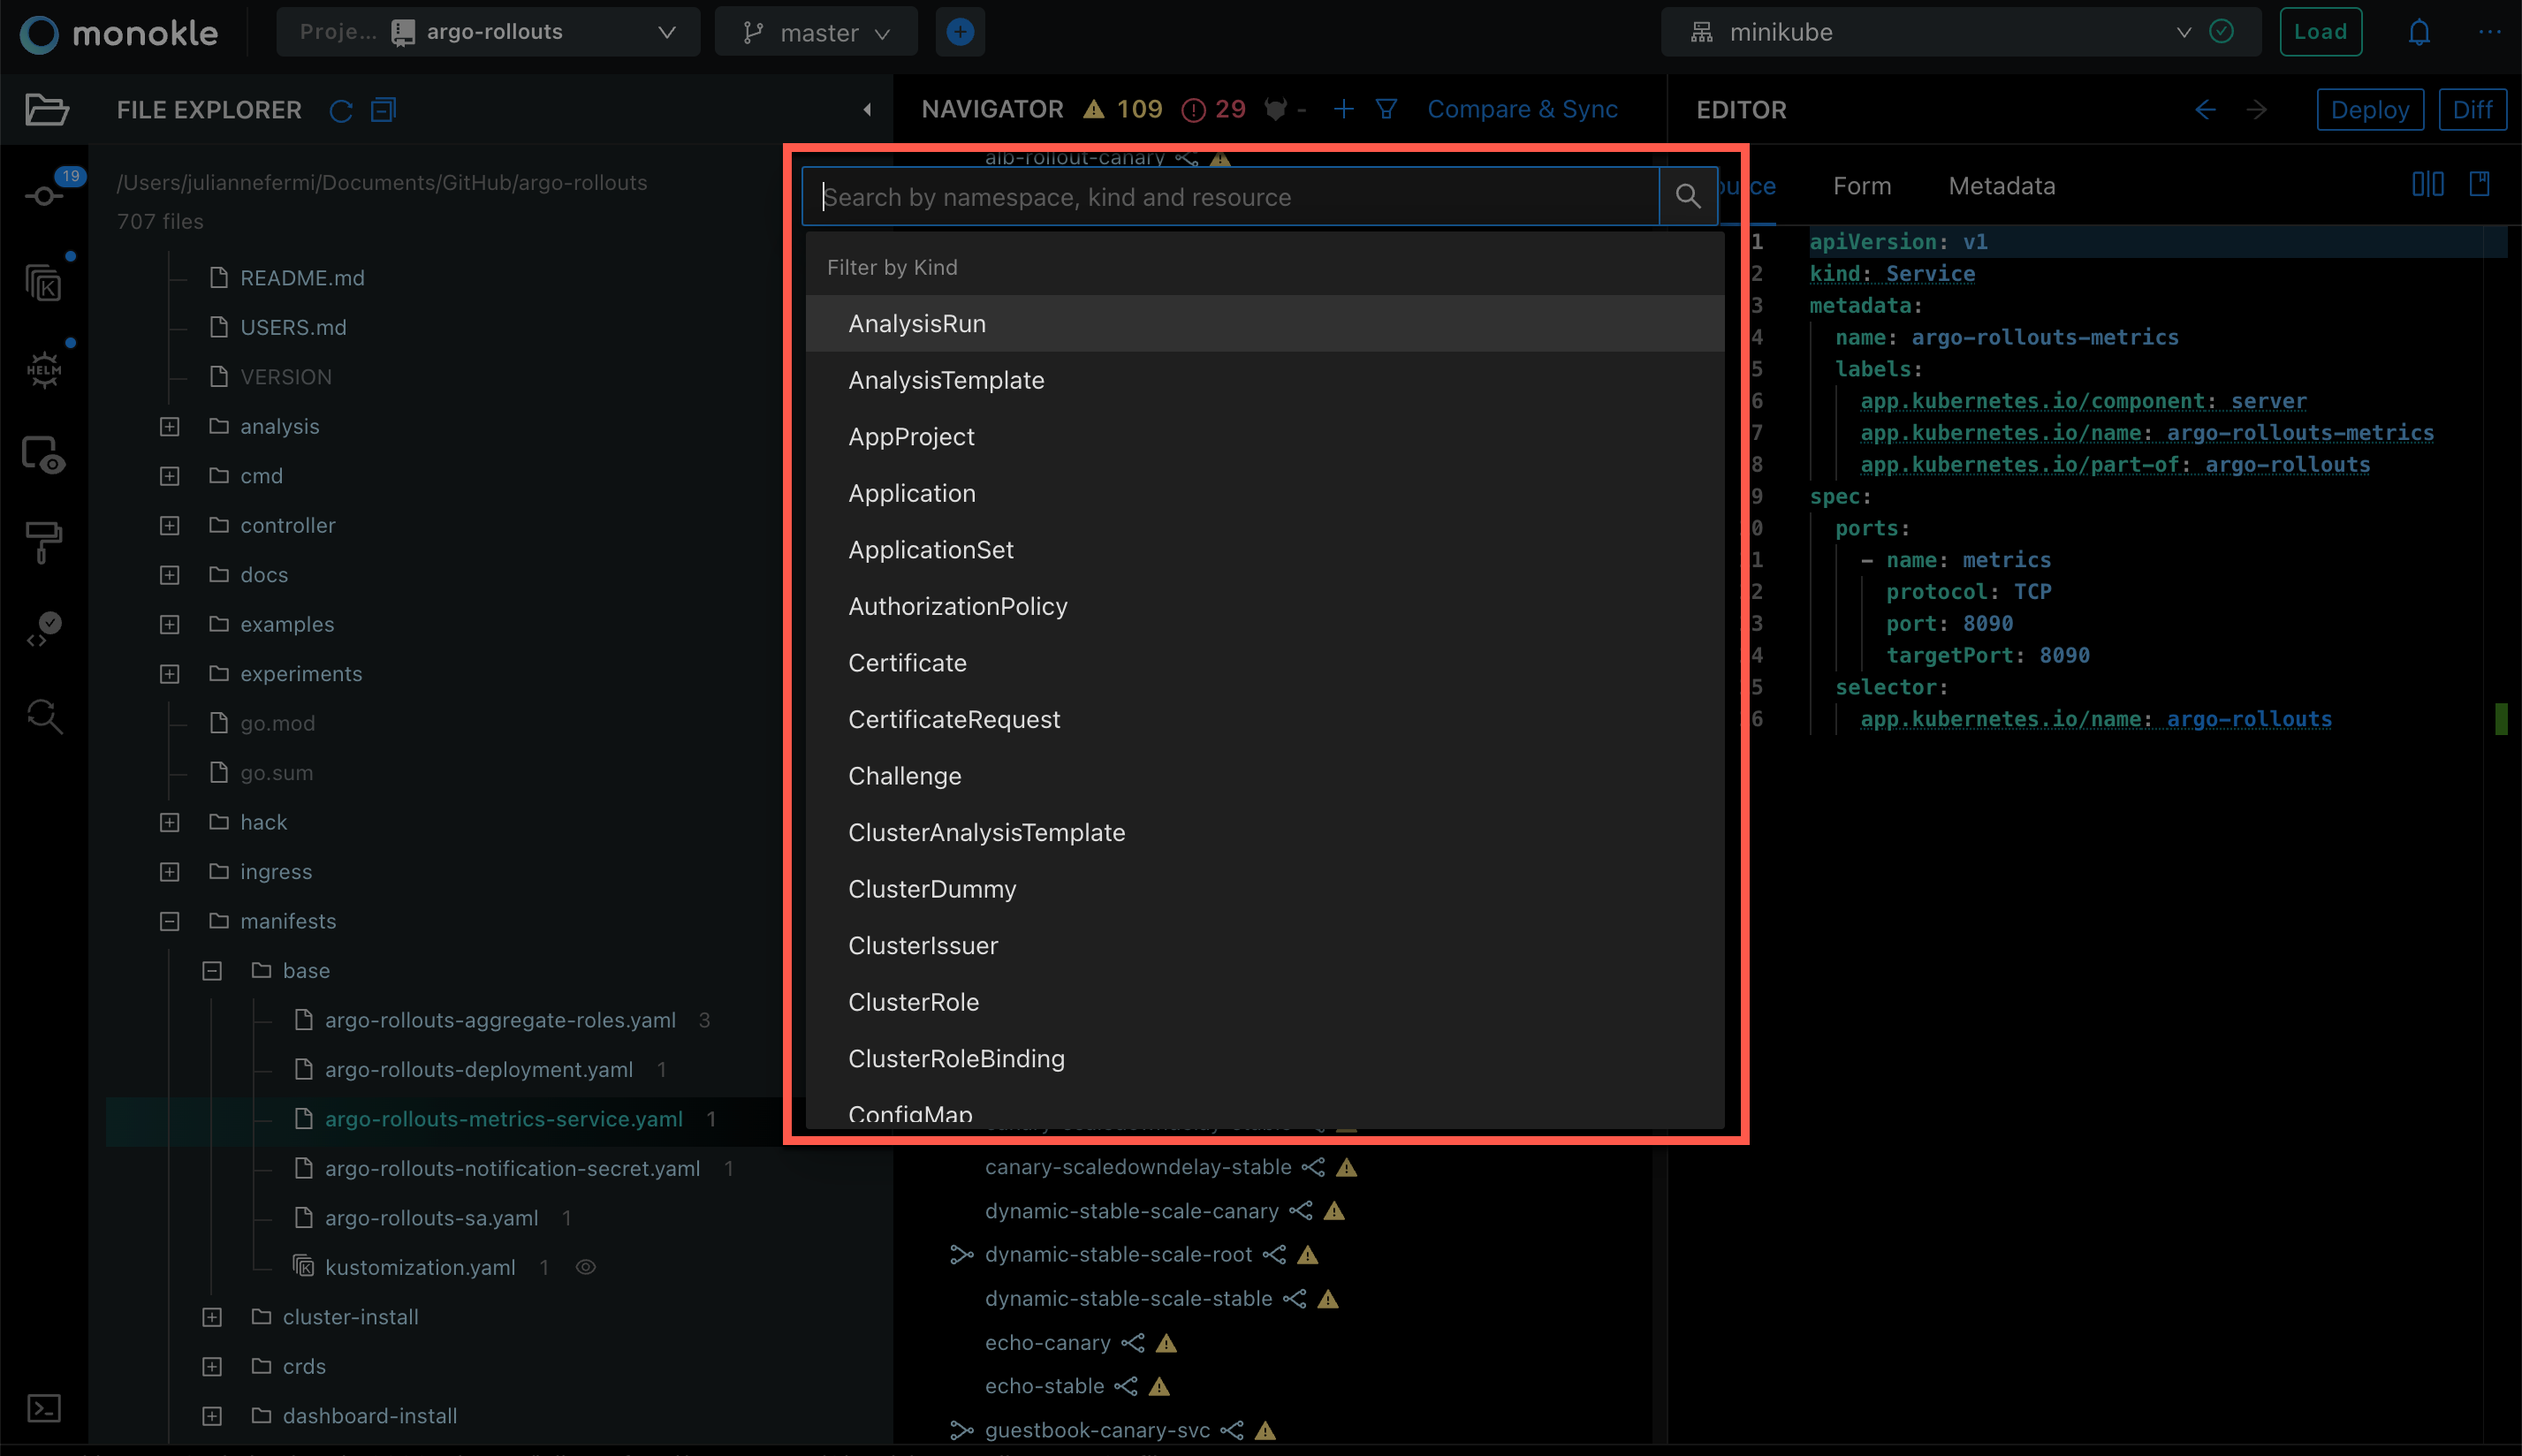 monokle
Proje... argo-rollouts
master
minikube
Load
FILE EXPLORER
NAVIGATOR 109 29 -
Compare & Sync
EDITOR
Deploy
Diff
19
/Users/juliannefermi/Documents/GitHub/argo-rollouts
707 files
README.md
USERS.md
VERSION
HELM
analysis
cmd
controller
docs
examples
experiments
go.mod
go.sum
hack
ingress
manifests
base
argo-rollouts-aggregate-roles.yaml 3
argo-rollouts-deployment.yaml 1
argo-rollouts-metrics-service.yaml 1
argo-rollouts-notification-secret.yaml 1
argo-rollouts-sa.yaml 1
kustomization.yaml 1
cluster-install
crds
dashboard-install
alb-rollout-canary
Search by namespace, kind and resource
Filter by Kind
AnalysisRun
AnalysisTemplate
AppProject
Application
ApplicationSet
AuthorizationPolicy
Certificate
CertificateRequest
Challenge
ClusterAnalysisTemplate
ClusterDummy
ClusterIssuer
ClusterRole
ClusterRoleBinding
ConfigMap
canary-scaledowndelay-stable
dynamic-stable-scale-canary
dynamic-stable-scale-root
dynamic-stable-scale-stable
echo-canary
echo-stable
guestbook-canary-svc
ource
Form
Metadata
1 apiVersion: v1
2 kind: Service
3 metadata:
4 name: argo-rollouts-metrics
5 labels:
6 app.kubernetes.io/component: server
7 app.kubernetes.io/name: argo-rollouts-metrics
8 app.kubernetes.io/part-of: argo-rollouts
9 spec:
0 ports:
1 - name: metrics
2 protocol: TCP
3 port: 8090
4 targetPort: 8090
5 selector:
6 app.kubernetes.io/name: argo-rollouts